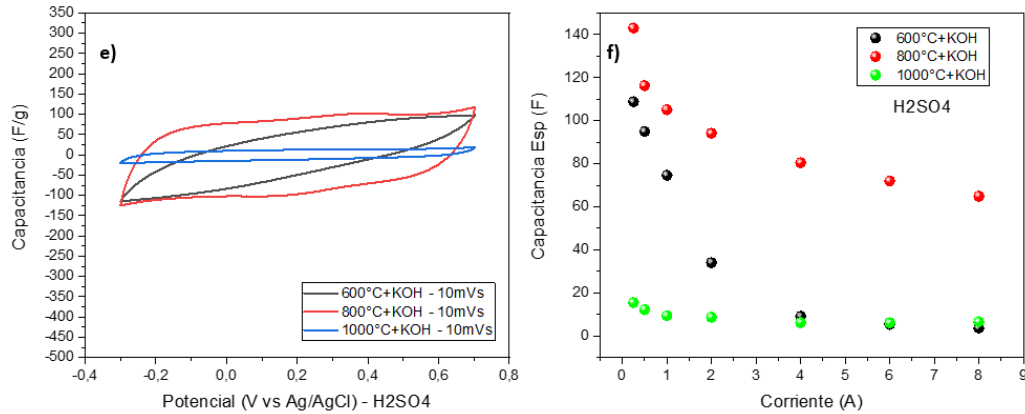 e)
Capacitancia (F/g)
350
300
250
200
150
100
50
0
-50
-100
-150
-200
-250
-300
-350
-400
-450
-500
600°C+KOH - 10mVs
800°C+KOH - 10mVs
1000°C+KOH - 10mVs
-0,4 -0,2 0,0 0,2 0,4 0,6 0,8
Potencial (V vs Ag/AgCl) - H2SO4
f)
Capacitancia Esp (F)
140
120
100
80
60
40
20
0
600°C+KOH
800°C+KOH
1000°C+KOH
H2SO4
0 1 2 3 4 5 6 7 8 9
Corriente (A)